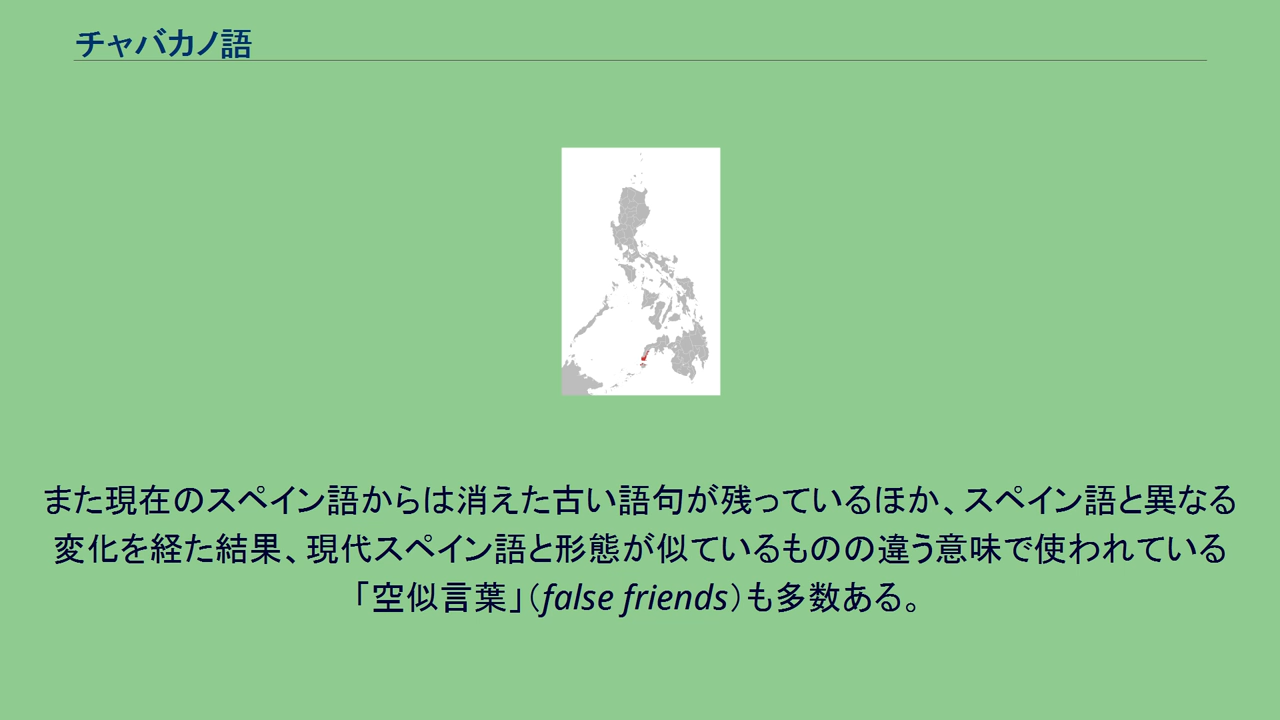 チャバカノ語
また現在のスペイン語からは消えた古い語句が残っているほか、スペイン語と異なる
変化を経た結果、現代スペイン語と形態が似ているものの違う意味で使われている
「空似言葉」（false friends）も多数ある。